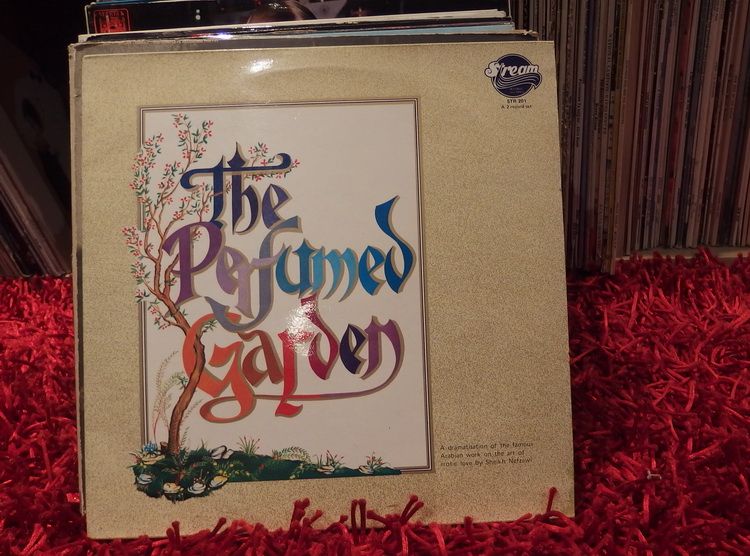 Stream
STR 201
A 2 record set
The
Perfumed
Garden
A dramatisation of the famous
Arabian work on the art of
erotic love by Sheikh Nefzawi